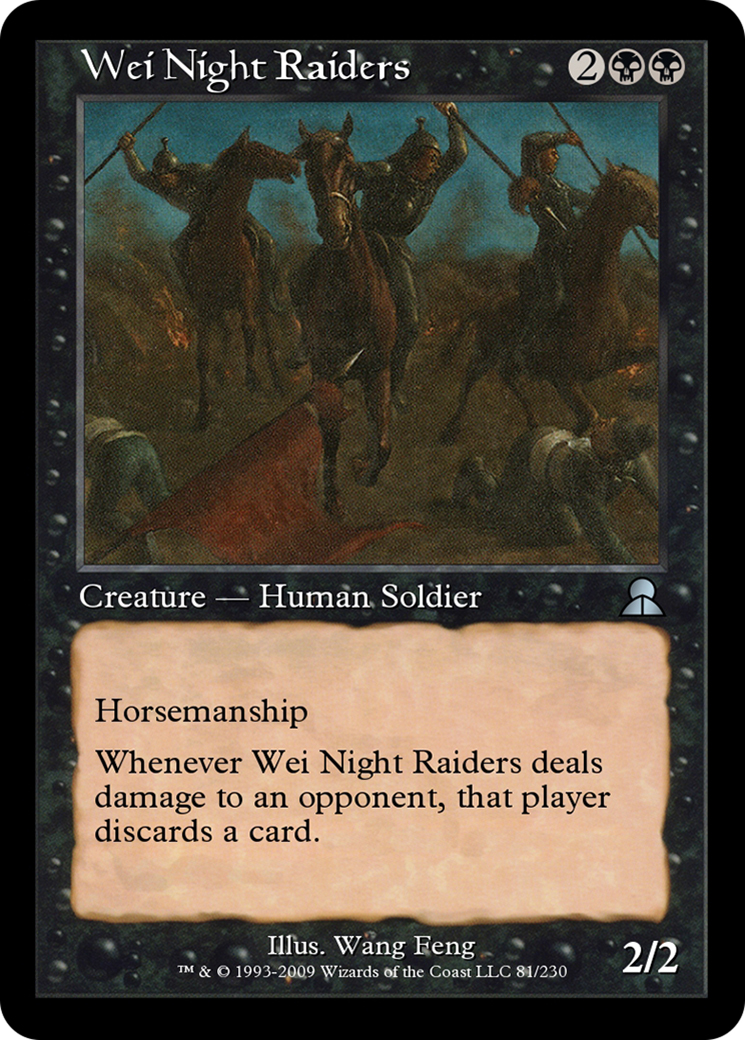 Wei Night Raiders 2
Creature — Human Soldier
Horsemanship
Whenever Wei Night Raiders deals
damage to an opponent, that player
discards a card.
Illus. Wang Feng
™ & © 1993-2009 Wizards of the Coast LLC 81/230
2/2